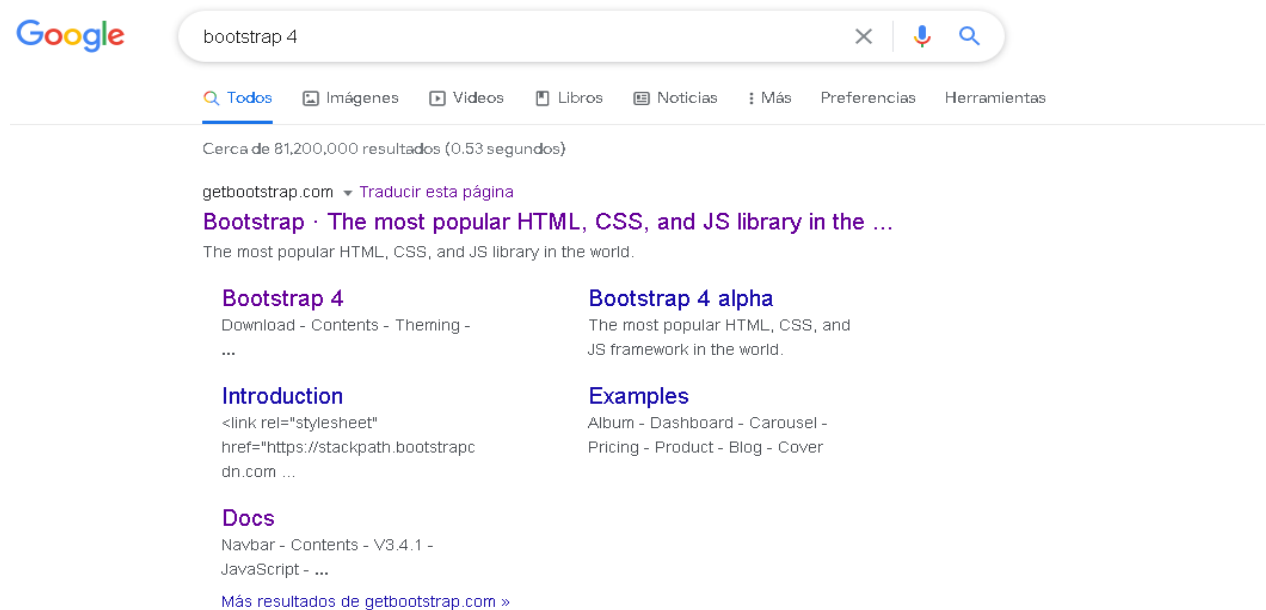 Google
bootstrap 4
Todos Imágenes Videos Libros Noticias Más Preferencias Herramientas
Cerca de 81,200,000 resultados (0.53 segundos)
getbootstrap.com Traducir esta página
Bootstrap · The most popular HTML, CSS, and JS library in the ...
The most popular HTML, CSS, and JS library in the world.
Bootstrap 4
Download - Contents - Theming -
...
Bootstrap 4 alpha
The most popular HTML, CSS, and
JS framework in the world.
Introduction
<link rel="stylesheet"
href="https://stackpath.bootstrapc
dn.com ...
Examples
Album - Dashboard - Carousel -
Pricing - Product - Blog - Cover
Docs
Navbar - Contents - V3.4.1 -
JavaScript - ...
Más resultados de getbootstrap.com »